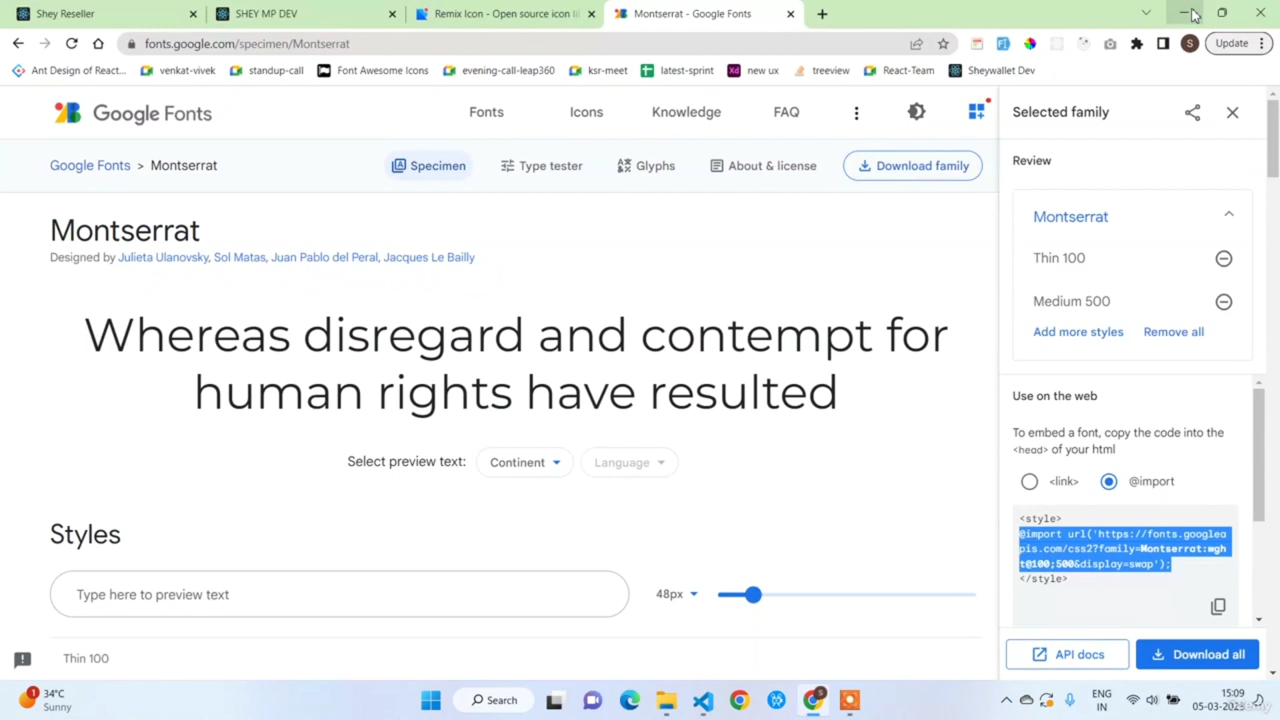 Shey Reseller
SHEY MP DEV
Remix Icon - Open source icon li
Montserrat - Google Fonts
fonts.google.com/specimen/Montserrat
S
Update
Ant Design of React...
venkat-vivek
standup-call
Font Awesome Icons
evening-call-leap360
ksr-meet
latest-sprint
Xd
new ux
treeview
React-Team
Sheywallet Dev
Google Fonts
Fonts
Icons
Knowledge
FAQ
Selected family
Google Fonts > Montserrat
Specimen
Type tester
Glyphs
About & license
Download family
Review
Montserrat
Designed by Julieta Ulanovsky, Sol Matas, Juan Pablo del Peral, Jacques Le Bailly
Montserrat
Thin 100
Medium 500
Add more styles
Remove all
Whereas disregard and contempt for
human rights have resulted
Select preview text:
Continent
Language
Use on the web
To embed a font, copy the code into the
<head> of your html
<link>
@import
<style>
@import url('https://fonts.googlea
pis.com/css2?family=Montserrat:wgh
t@100;500&display=swap');
</style>
Styles
Type here to preview text
48px
Thin 100
API docs
Download all
1
34°C
Sunny
Search
ENG
IN
15:09
05-03-2023